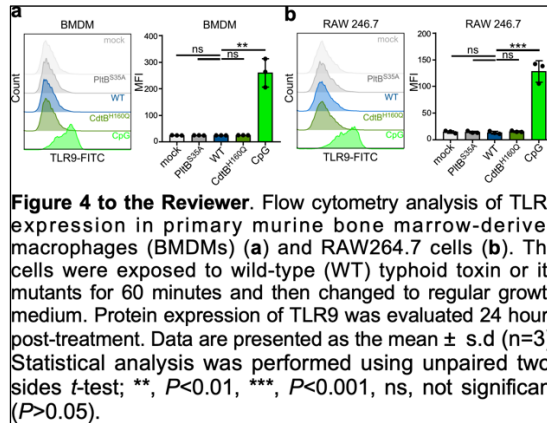 a
BMDM
BMDM
b
RAW 246.7
RAW 246.7
Count
mock
PltB^S35A
WT
CdtB^H160Q
CpG
TLR9-FITC
MFI
400
300
200
100
0
ns
**
ns
mock
PltB^S35A
WT
CdtB^H160Q
CpG
Count
mock
PltB^S35A
WT
CdtB^H160Q
CpG
TLR9-FITC
MFI
200
150
100
50
0
ns
***
ns
mock
PltB^S35A
WT
CdtB^H160Q
CpG
Figure 4 to the Reviewer. Flow cytometry analysis of TLR
expression in primary murine bone marrow-derive
macrophages (BMDMs) (a) and RAW264.7 cells (b). Th
cells were exposed to wild-type (WT) typhoid toxin or it
mutants for 60 minutes and then changed to regular growt
medium. Protein expression of TLR9 was evaluated 24 hour
post-treatment. Data are presented as the mean ± s.d (n=3)
Statistical analysis was performed using unpaired two
sides t-test; **, P<0.01, ***, P<0.001, ns, not significan
(P>0.05).